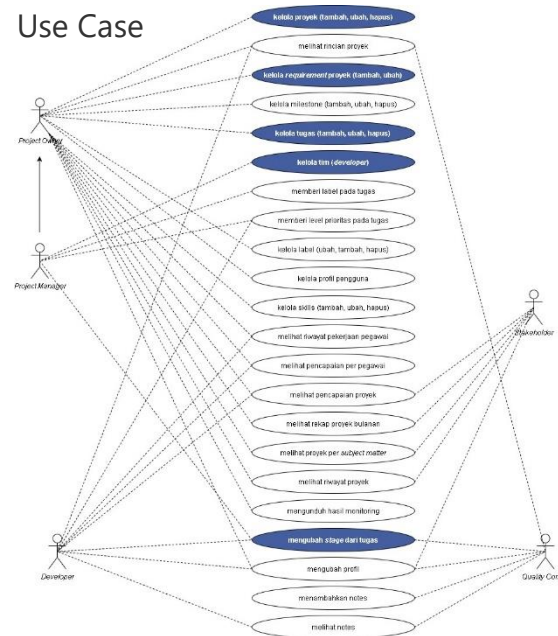 Use Case
kelola proyek (tambah, ubah, hapus)
melihat rincian proyek
kelola requirement proyek (tambah, ubah)
kelola milestone (tambah, ubah, hapus)
Project Owner
kelola tugas (tambah, ubah, hapus)
kelola tim (developer)
memberi label pada tugas
memberi level prioritas pada tugas
kelola label (ubah, tambah, hapus)
Project Manager
kelola profil pengguna
kelola skills (tambah, ubah, hapus)
Stakeholder
melihat riwayat pekerjaan pegawai
melihat pencapaian per pegawai
melihat pencapaian proyek
melihat rekap proyek bulanan
melihat proyek per subject matter
melihat riwayat proyek
mengunduh hasil monitoring
mengubah stage dari tugas
mengubah profil
Developer
Quality Con
menambahkan notes
melihat notes